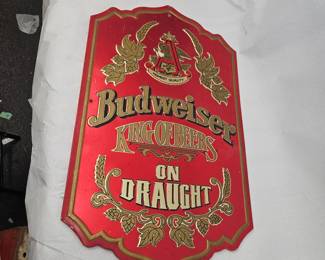 Budweiser
KING OF BEERS
ON
DRAUGHT